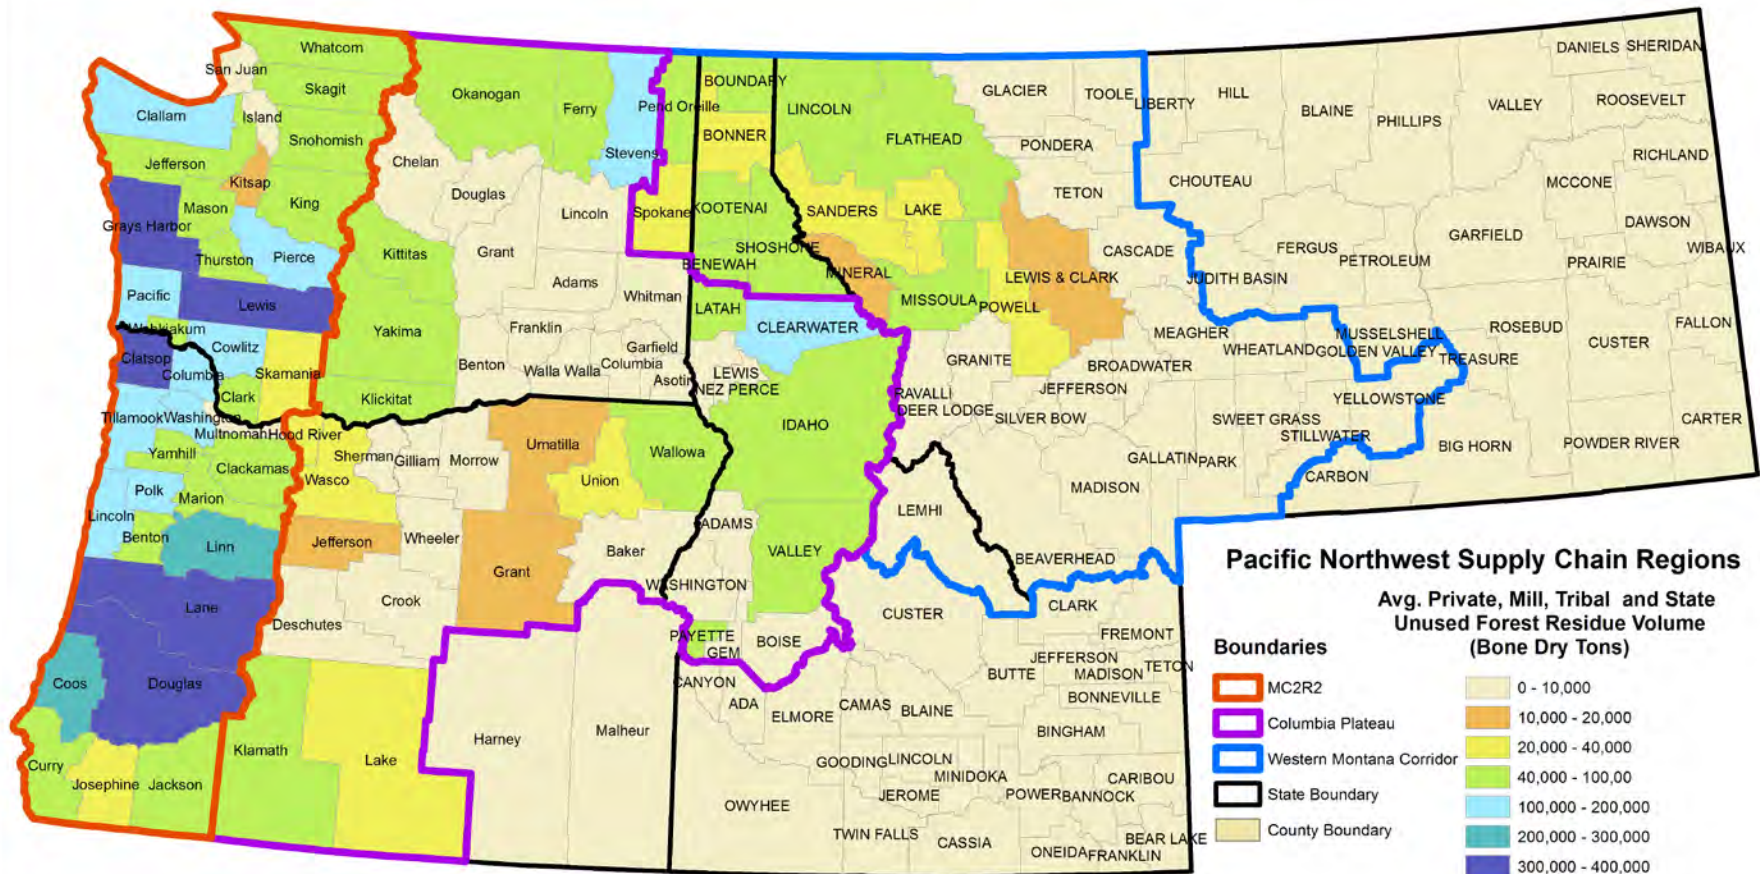 Whatcom
San Juan
Skagit
Okanogan
Ferry
Pend Oreille
Clallam
Island
Snohomish
Stevens
Jefferson
Chelan
Kitsap
Douglas
Mason
King
Lincoln
Spokane
Grays Harbor
Thurston
Pierce
Kittitas
Grant
Adams
Whitman
Pacific
Lewis
Yakima
Franklin
Wahkiakum
Cowlitz
Skamania
Benton
Walla Walla
Columbia
Garfield
Asotin
Clark
Klickitat
Clatsop
Columbia
Tillamook
Washington
Multnomah
Hood River
Sherman
Gilliam
Morrow
Umatilla
Wallowa
Yamhill
Clackamas
Wasco
Union
Polk
Marion
Lincoln
Benton
Linn
Jefferson
Wheeler
Baker
Grant
Lane
Crook
Deschutes
Coos
Douglas
Klamath
Lake
Harney
Malheur
Curry
Josephine
Jackson
BOUNDARY
BONNER
KOOTENAI
SHOSHONE
BENEWAH
LATAH
CLEARWATER
LEWIS
NEZ PERCE
IDAHO
ADAMS
VALLEY
LEMHI
WASHINGTON
PAYETTE
GEM
BOISE
CUSTER
CLARK
FREMONT
JEFFERSON
MADISON
TETON
BUTTE
BONNEVILLE
CANYON
ADA
ELMORE
CAMAS
BLAINE
BINGHAM
GOODING
LINCOLN
MINIDOKA
CARIBOU
JEROME
POWER
BANNOCK
OWYHEE
TWIN FALLS
CASSIA
BEAR LAKE
ONEIDA
FRANKLIN
LINCOLN
FLATHEAD
GLACIER
TOOLE
LIBERTY
HILL
BLAINE
PHILLIPS
VALLEY
DANIELS
SHERIDAN
ROOSEVELT
PONDERA
TETON
CHOUTEAU
RICHLAND
MCCONE
SANDERS
LAKE
CASCADE
FERGUS
GARFIELD
DAWSON
WIBAUX
MINERAL
LEWIS & CLARK
JUDITH BASIN
PETROLEUM
PRAIRIE
MISSOULA
POWELL
MEAGHER
MUSSELSHELL
ROSEBUD
FALLON
GRANITE
BROADWATER
WHEATLAND
GOLDEN VALLEY
TREASURE
CUSTER
RAVALLI
JEFFERSON
DEER LODGE
SILVER BOW
SWEET GRASS
YELLOWSTONE
STILLWATER
BIG HORN
POWDER RIVER
CARTER
GALLATIN
PARK
CARBON
MADISON
BEAVERHEAD
Pacific Northwest Supply Chain Regions
Avg. Private, Mill, Tribal and State
Unused Forest Residue Volume
(Bone Dry Tons)
Boundaries
MC2R2
Columbia Plateau
Western Montana Corridor
State Boundary
County Boundary
0 - 10,000
10,000 - 20,000
20,000 - 40,000
40,000 - 100,00
100,000 - 200,000
200,000 - 300,000
300,000 - 400,000